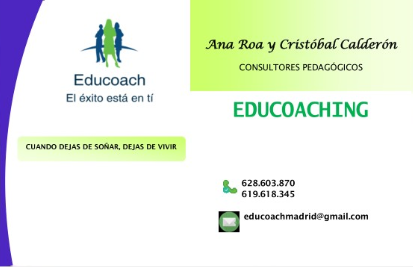 Educoach
El éxito está en tí
CUANDO DEJAS DE SOÑAR, DEJAS DE VIVIR
Ana Roa y Cristóbal Calderón
CONSULTORES PEDAGÓGICOS
EDUCOACHING
628.603.870
619.618.345
educoachmadrid@gmail.com